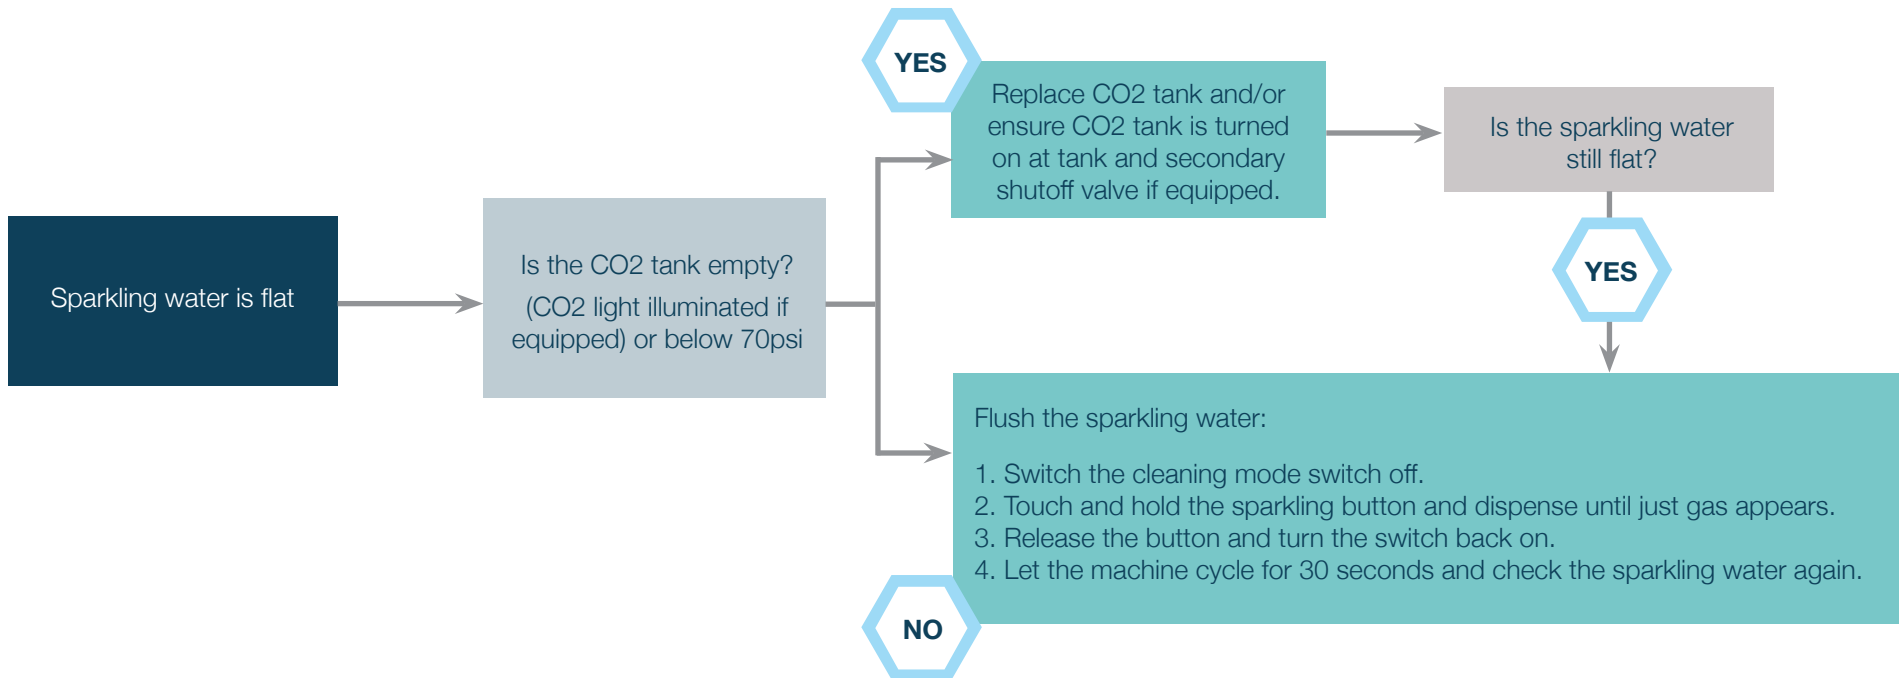 Sparkling water is flat
Is the CO2 tank empty?
(CO2 light illuminated if
equipped) or below 70psi
YES
Replace CO2 tank and/or
ensure CO2 tank is turned
on at tank and secondary
shutoff valve if equipped.
Is the sparkling water
still flat?
YES
Flush the sparkling water:
1. Switch the cleaning mode switch off.
2. Touch and hold the sparkling button and dispense until just gas appears.
3. Release the button and turn the switch back on.
4. Let the machine cycle for 30 seconds and check the sparkling water again.
NO